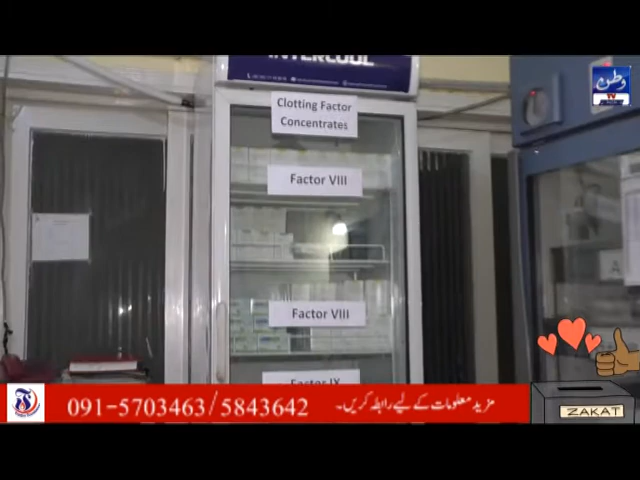 INTERCOOL
وطن
TV
Clotting Factor
Concentrates
Factor VIII
Factor VIII
Factor IX
091-5703463/5843642
مزید معلومات کے لیے رابطہ کریں۔
ZAKAT